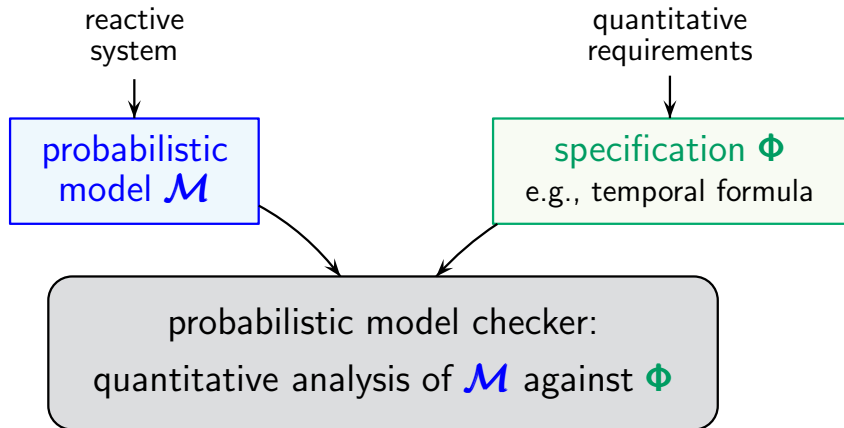 reactive
system
quantitative
requirements
probabilistic
model 𝓜
specification Φ
e.g., temporal formula
probabilistic model checker:
quantitative analysis of 𝓜 against Φ